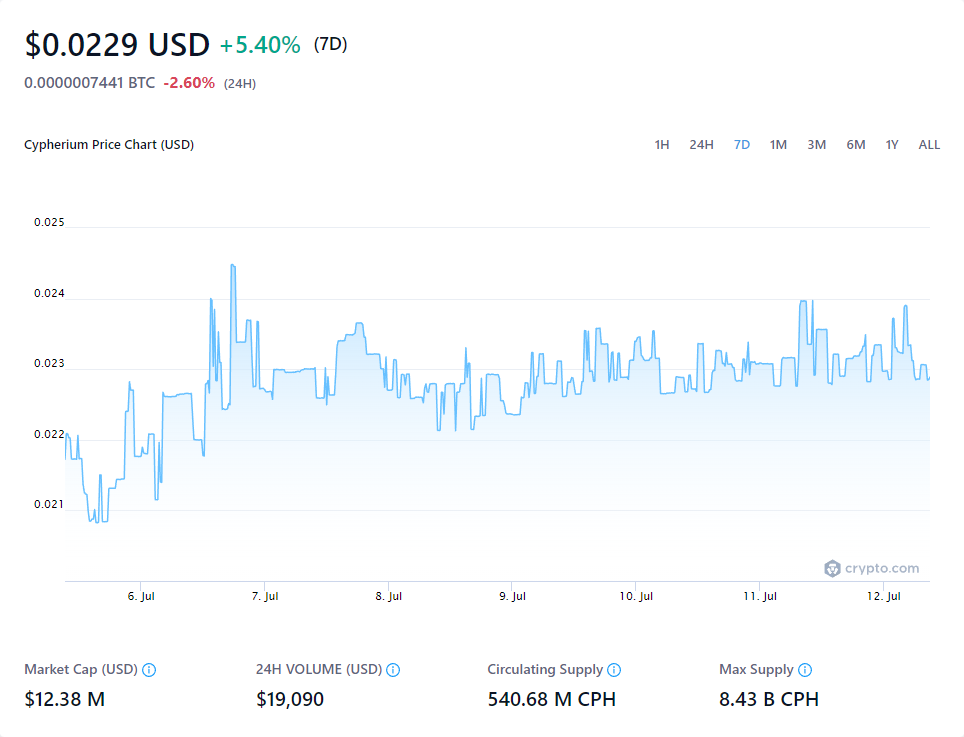 $0.0229 USD +5.40% (7D)
0.0000007441 BTC -2.60% (24H)
Cypherium Price Chart (USD) 1H 24H 7D 1M 3M 6M 1Y ALL
0.025
0.024
0.023
0.022
0.021
crypto.com
6. Jul 7. Jul 8. Jul 9. Jul 10. Jul 11. Jul 12. Jul
Market Cap (USD) 24H VOLUME (USD) Circulating Supply Max Supply
$12.38 M $19,090 540.68 M CPH 8.43 B CPH